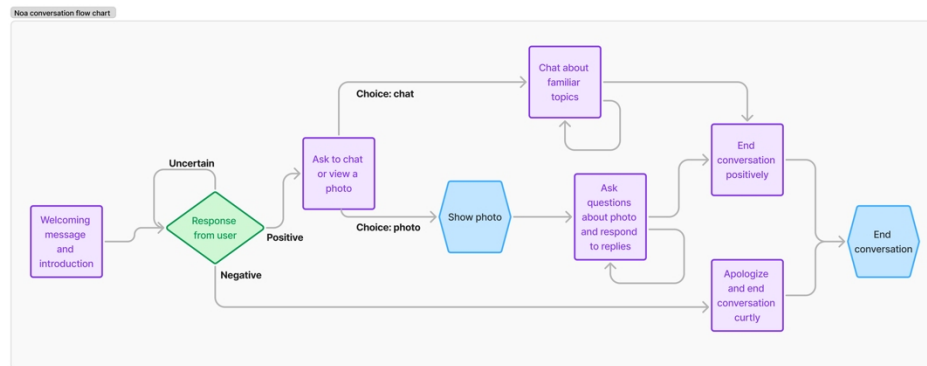 Noa conversation flow chart
Welcoming
message
and
introduction
Uncertain
Response
from user
Positive
Negative
Ask to chat
or view a
photo
Choice: chat
Choice: photo
Chat about
familiar
topics
Show photo
Ask
questions
about photo
and respond
to replies
End
conversation
positively
Apologize
and end
conversation
curtly
End
conversation